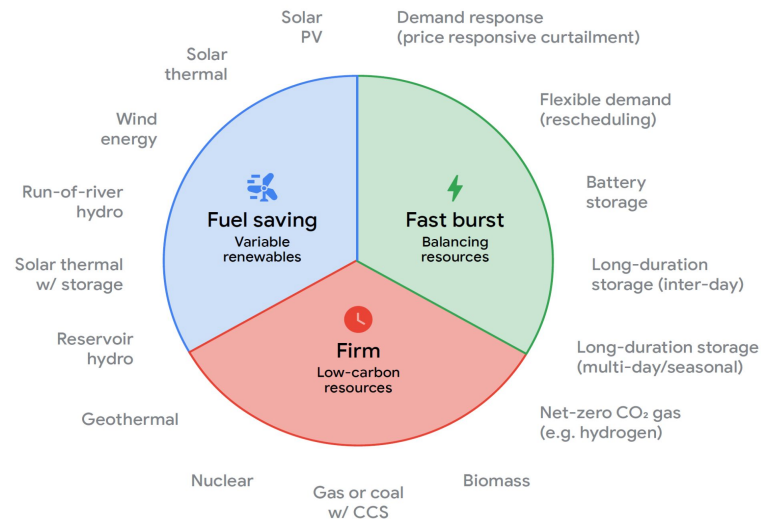 Solar
PV
Demand response
(price responsive curtailment)
Solar
thermal
Flexible demand
(rescheduling)
Wind
energy
Battery
storage
Run-of-river
hydro
Fuel saving
Variable
renewables
Fast burst
Balancing
resources
Solar thermal
w/ storage
Long-duration
storage (inter-day)
Reservoir
hydro
Firm
Low-carbon
resources
Long-duration storage
(multi-day/seasonal)
Geothermal
Net-zero CO₂ gas
(e.g. hydrogen)
Nuclear
Gas or coal
w/ CCS
Biomass